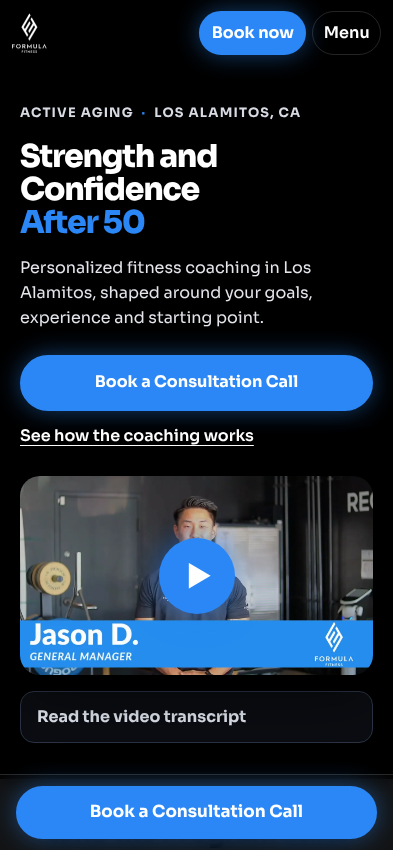 FORMULA
FITNESS
Book now
Menu
ACTIVE AGING · LOS ALAMITOS, CA
Strength and
Confidence
After 50
Personalized fitness coaching in Los
Alamitos, shaped around your goals,
experience and starting point.
Book a Consultation Call
See how the coaching works
Jason D.
GENERAL MANAGER
FORMULA
FITNESS
Read the video transcript
Book a Consultation Call